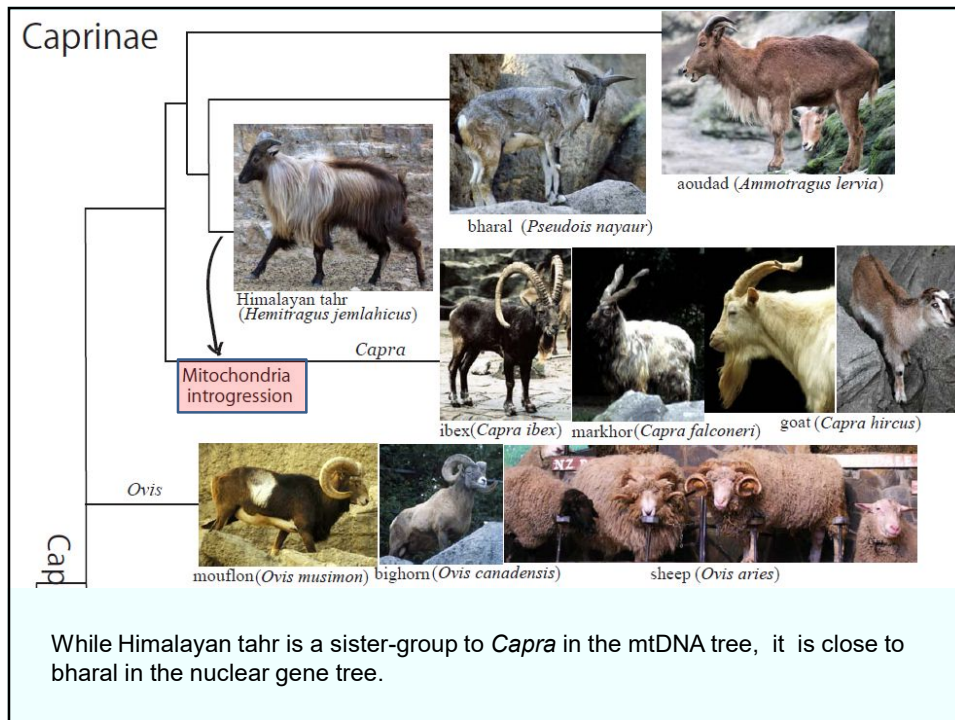 Caprinae
aoudad (Ammotragus lervia)
bharal (Pseudois nayaur)
Himalayan tahr
(Hemitragus jemlahicus)
Capra
Mitochondria
introgression
ibex(Capra ibex)
markhor(Capra falconeri)
goat (Capra hircus)
Ovis
NZ
mouflon(Ovis musimon)
bighorn(Ovis canadensis)
sheep (Ovis aries)
Cap
While Himalayan tahr is a sister-group to Capra in the mtDNA tree, it is close to
bharal in the nuclear gene tree.